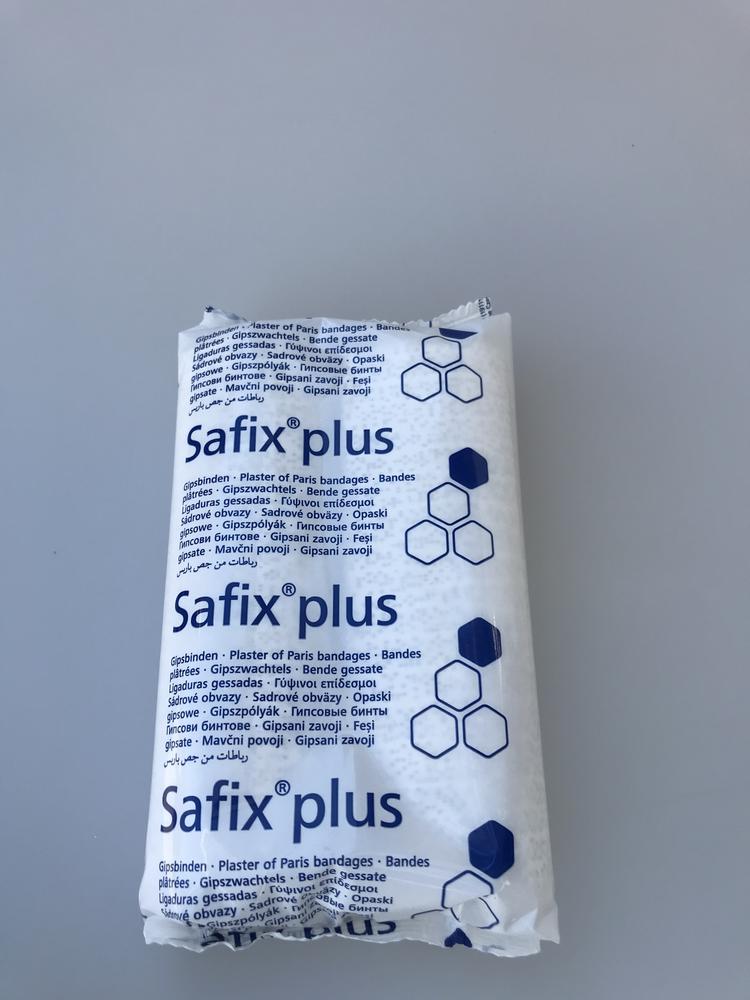 Gipsbinden · Plaster of Paris bandages · Bandes
plâtrées · Gipszwachtels · Bende gessate
Ligaduras gessadas · Γύψινοι επίδεσμοι
Sádrové obvazy · Sadrové obväzy · Opaski
gipsowe · Gipszpólyák · Гипсовые бинты
Гипсови бинтове · Gipsani zavoji · Feşi
gipsate · Mavčni povoji · Gipsani zavoji
رباطات من جص باريس
Safix® plus
Gipsbinden · Plaster of Paris bandages · Bandes
plâtrées · Gipszwachtels · Bende gessate
Ligaduras gessadas · Γύψινοι επίδεσμοι
Sádrové obvazy · Sadrové obväzy · Opaski
gipsowe · Gipszpólyák · Гипсовые бинты
Гипсови бинтове · Gipsani zavoji · Feşi
gipsate · Mavčni povoji · Gipsani zavoji
رباطات من جص باريس
Safix® plus
Gipsbinden · Plaster of Paris bandages · Bandes
plâtrées · Gipszwachtels · Bende gessate
Ligaduras gessadas · Γύψινοι επίδεσμοι
Sádrové obvazy · Sadrové obväzy · Opaski
gipsowe · Gipszpólyák · Гипсовые бинты
Гипсови бинтове · Gipsani zavoji · Feşi
gipsate · Mavčni povoji · Gipsani zavoji
رباطات من جص باريس
Safix® plus
Gipsbinden · Plaster of Paris bandages · Bandes
plâtrées · Gipszwachtels · Bende gessate
Ligaduras gessadas · Γύψινοι επίδεσμοι
Sádrové obvazy · Sadrové · Opaski
gipsowe · Gipszpólyák · бинты
Gipsani
plus